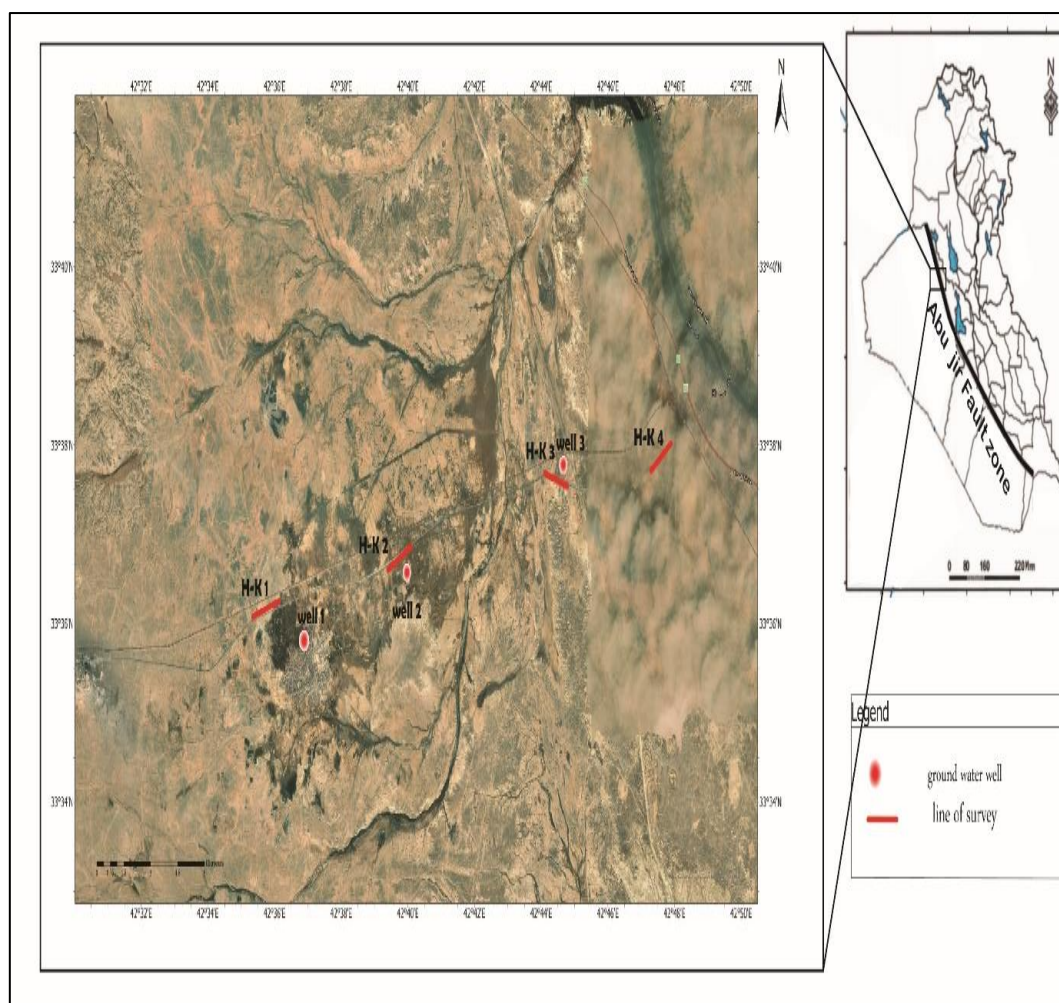 N
42°32'E 42°34'E 42°36'E 42°38'E 42°40'E 42°42'E 42°44'E 42°46'E 42°48'E 42°50'E
33°40'N
33°38'N
33°36'N
33°34'N
33°40'N
33°38'N
33°36'N
33°34'N
H-K 1
well 1
H-K 2
well 2
H-K 3
well 3
H-K 4
42°32'E 42°34'E 42°36'E 42°38'E 42°40'E 42°42'E 42°44'E 42°46'E 42°48'E 42°50'E
N
Abu jir Fault zone
0 80 160
Legend
ground water well
line of survey